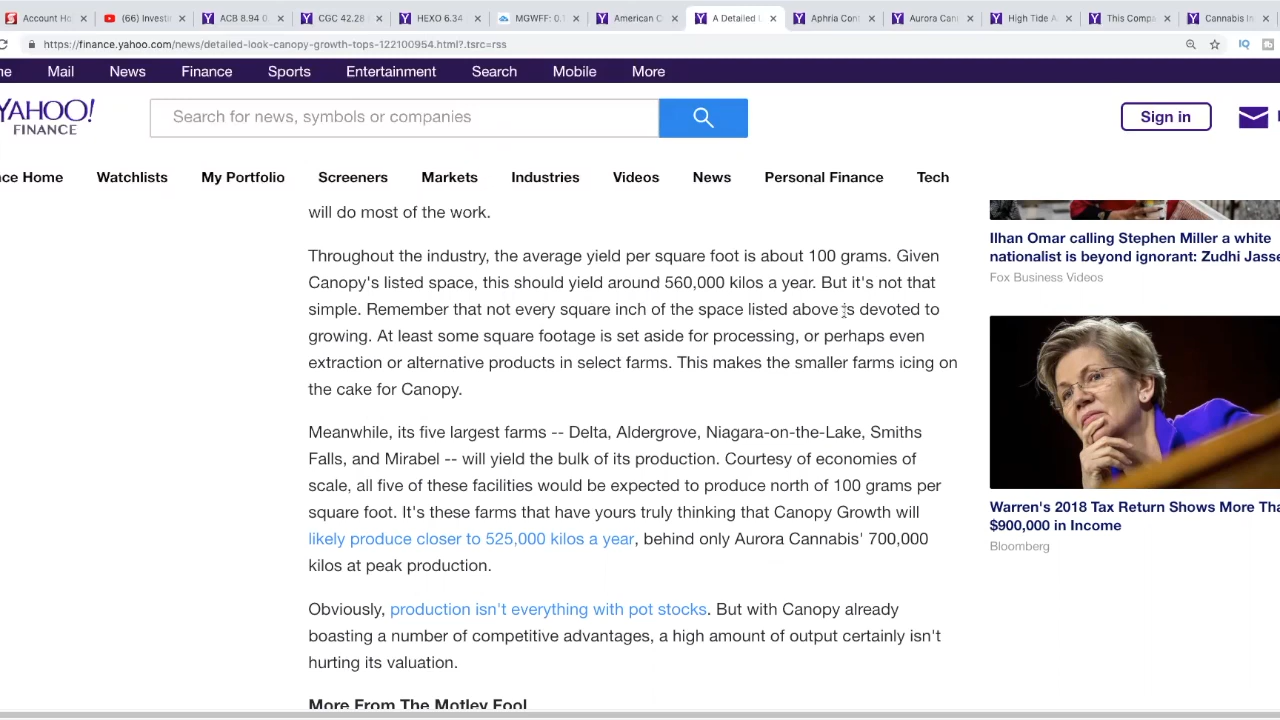 Account Ho
(66) Investi
ACB 8.94 0
CGC 42.28
HEXO 6.34
MGWFF: 0.1
American C
A Detailed L
Aphria Con
Aurora Can
High Tide A
This Compa
Cannabis In
https://finance.yahoo.com/news/detailed-look-canopy-growth-tops-122100954.html?.tsrc=rss
IQ
me Mail News Finance Sports Entertainment Search Mobile More
YAHOO!
FINANCE
Search for news, symbols or companies
Sign in
nce Home Watchlists My Portfolio Screeners Markets Industries Videos News Personal Finance Tech
will do most of the work.
Throughout the industry, the average yield per square foot is about 100 grams. Given
Canopy's listed space, this should yield around 560,000 kilos a year. But it's not that
simple. Remember that not every square inch of the space listed above is devoted to
growing. At least some square footage is set aside for processing, or perhaps even
extraction or alternative products in select farms. This makes the smaller farms icing on
the cake for Canopy.
Meanwhile, its five largest farms -- Delta, Aldergrove, Niagara-on-the-Lake, Smiths
Falls, and Mirabel -- will yield the bulk of its production. Courtesy of economies of
scale, all five of these facilities would be expected to produce north of 100 grams per
square foot. It's these farms that have yours truly thinking that Canopy Growth will
likely produce closer to 525,000 kilos a year, behind only Aurora Cannabis' 700,000
kilos at peak production.
Obviously, production isn't everything with pot stocks. But with Canopy already
boasting a number of competitive advantages, a high amount of output certainly isn't
hurting its valuation.
More From The Motley Fool
Ilhan Omar calling Stephen Miller a white
nationalist is beyond ignorant: Zudhi Jasse
Fox Business Videos
Warren's 2018 Tax Return Shows More Tha
$900,000 in Income
Bloomberg